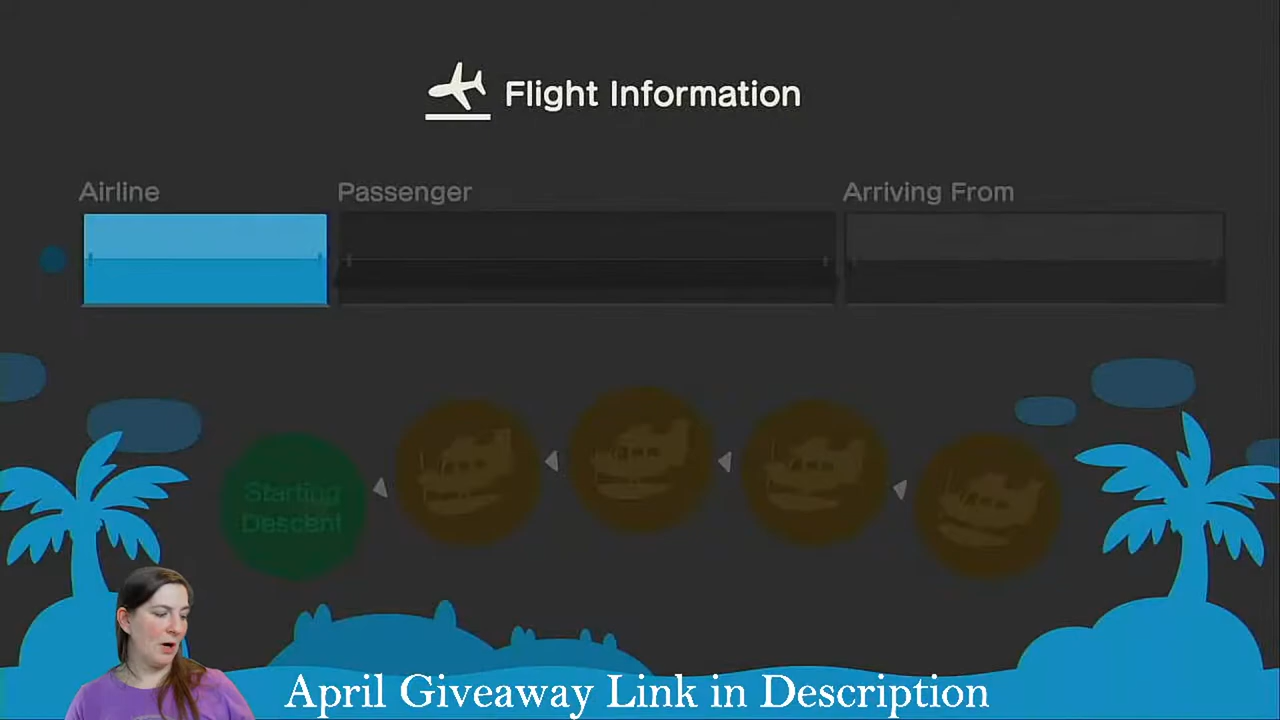 Flight Information
Airline
Passenger
Arriving From
Starting
Descent
April Giveaway Link in Description